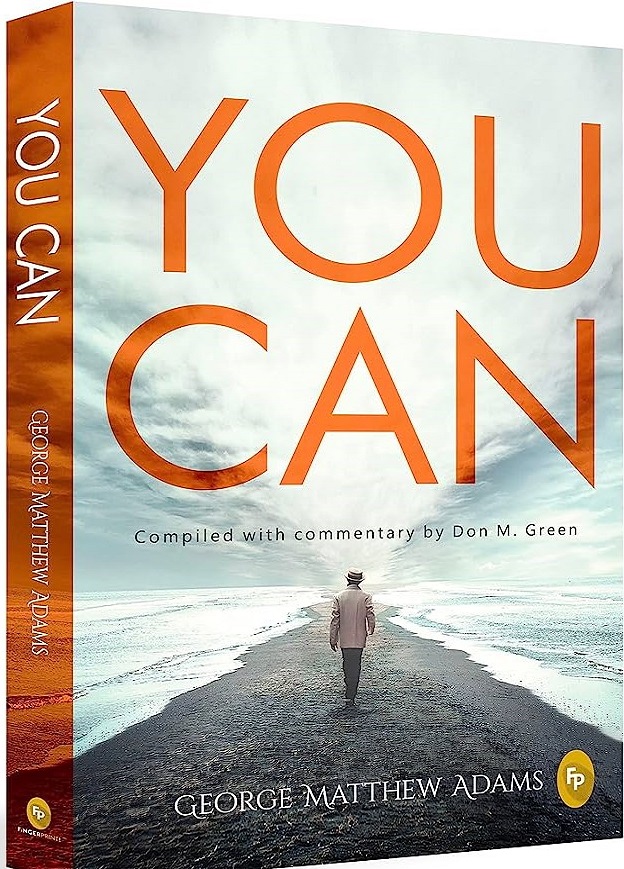 YOU
CAN
Compiled with commentary by Don M. Green
GEORGE MATTHEW ADAMS
FP
YOU CAN
GEORGE MATTHEW ADAMS
FP
FINGERPRINT!